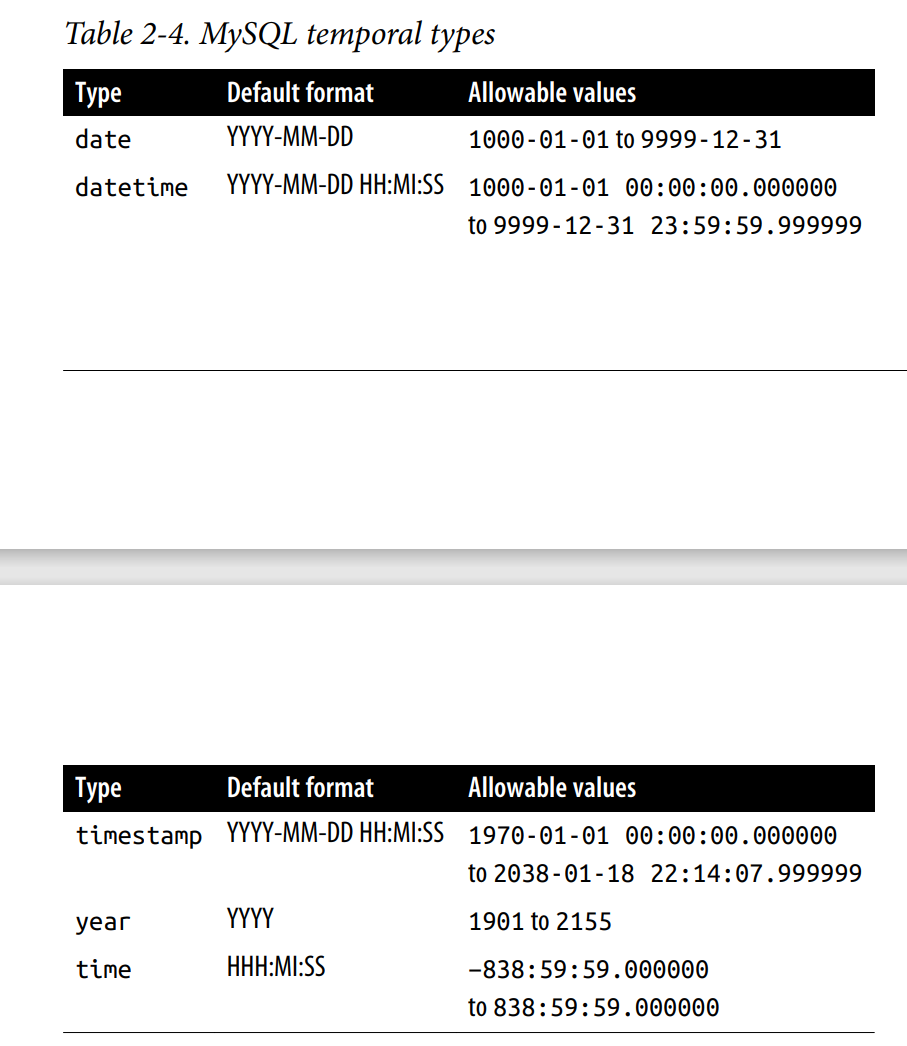 Table 2-4. MySQL temporal types
Type Default format Allowable values
date YYYY-MM-DD 1000-01-01 to 9999-12-31
datetime YYYY-MM-DD HH:MI:SS 1000-01-01 00:00:00.000000
to 9999-12-31 23:59:59.999999
Type Default format Allowable values
timestamp YYYY-MM-DD HH:MI:SS 1970-01-01 00:00:00.000000
to 2038-01-18 22:14:07.999999
year YYYY 1901 to 2155
time HHH:MI:SS −838:59:59.000000
to 838:59:59.000000